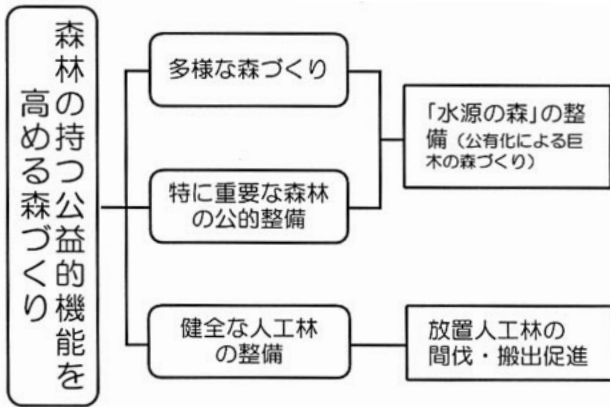 森林の持つ公益的機能を
高める森づくり
多様な森づくり
特に重要な森林
の公的整備
健全な人工林
の整備
「水源の森」の整
備（公有化による巨
木の森づくり）
放置人工林の
間伐・搬出促進